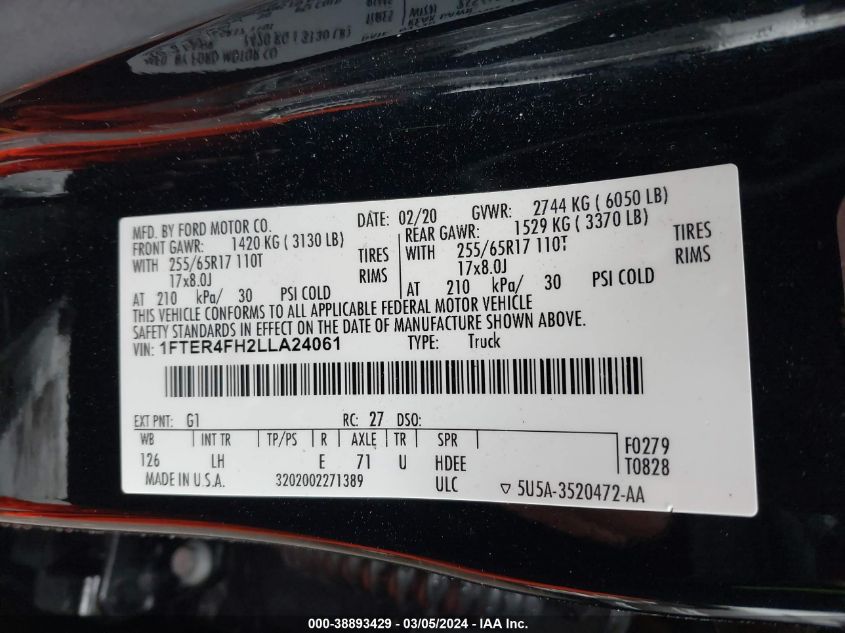 MFD. BY FORD MOTOR CO.
DATE: 02/20 GVWR: 2744 KG ( 6050 LB)
FRONT GAWR: 1420 KG ( 3130 LB)
REAR GAWR: 1529 KG ( 3370 LB)
WITH 255/65R17 110T TIRES
WITH 255/65R17 110T TIRES
17x8.0J RIMS
17x8.0J RIMS
AT 210 kPa/ 30 PSI COLD
AT 210 kPa/ 30 PSI COLD
THIS VEHICLE CONFORMS TO ALL APPLICABLE FEDERAL MOTOR VEHICLE
SAFETY STANDARDS IN EFFECT ON THE DATE OF MANUFACTURE SHOWN ABOVE.
VIN: 1FTER4FH2LLA24061 TYPE: Truck
EXT PNT: G1 RC: 27 DSO:
WB INT TR TP/PS R AXLE TR SPR
126 LH E 71 U HDEE
F0279
T0828
MADE IN U.S.A. 3202002271389 ULC ▽ 5U5A-3520472-AA
000-38893429 - 03/05/2024 - IAA Inc.